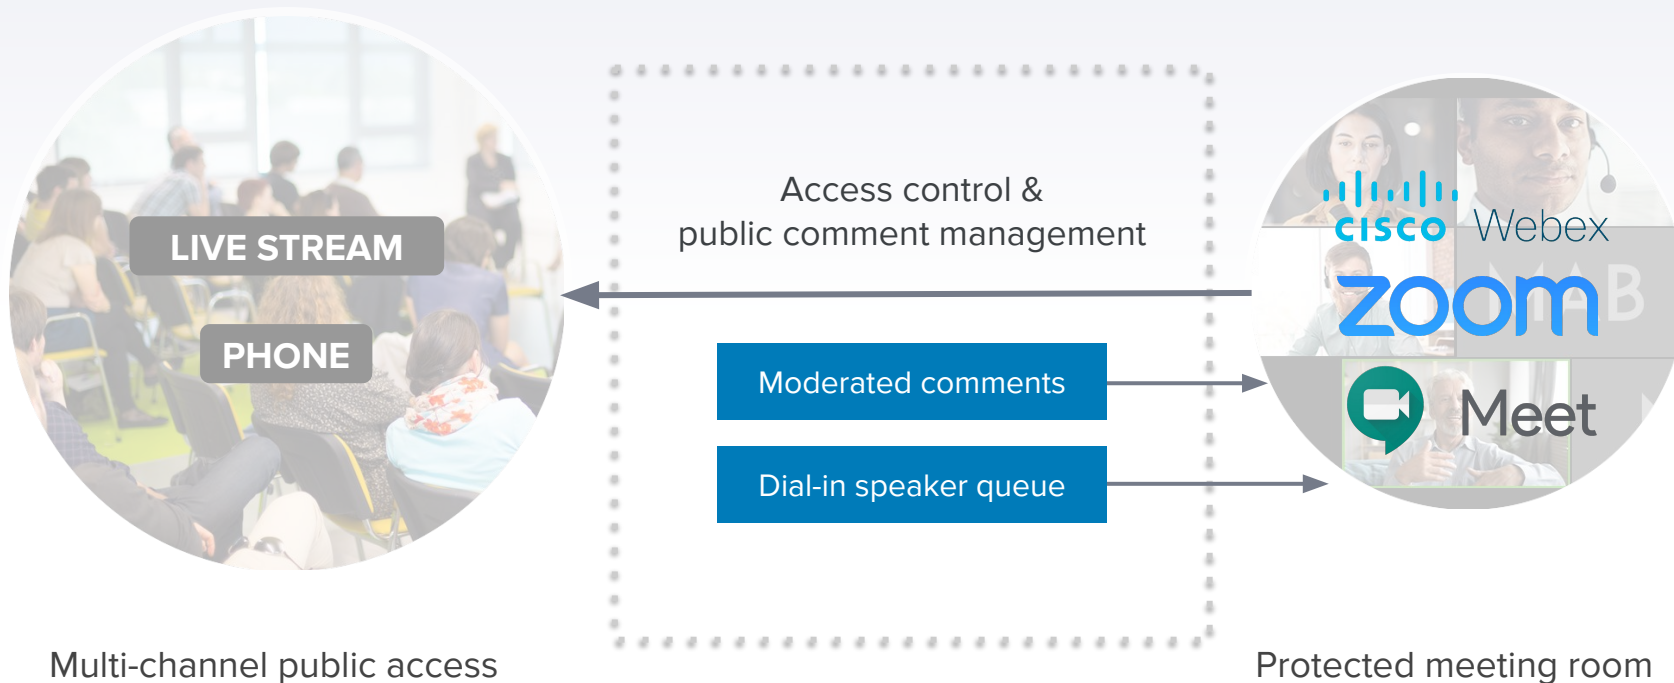 LIVE STREAM
PHONE
Multi-channel public access
Access control &
public comment management
Moderated comments
Dial-in speaker queue
CISCO Webex
zoom
MAB
Meet
Protected meeting room